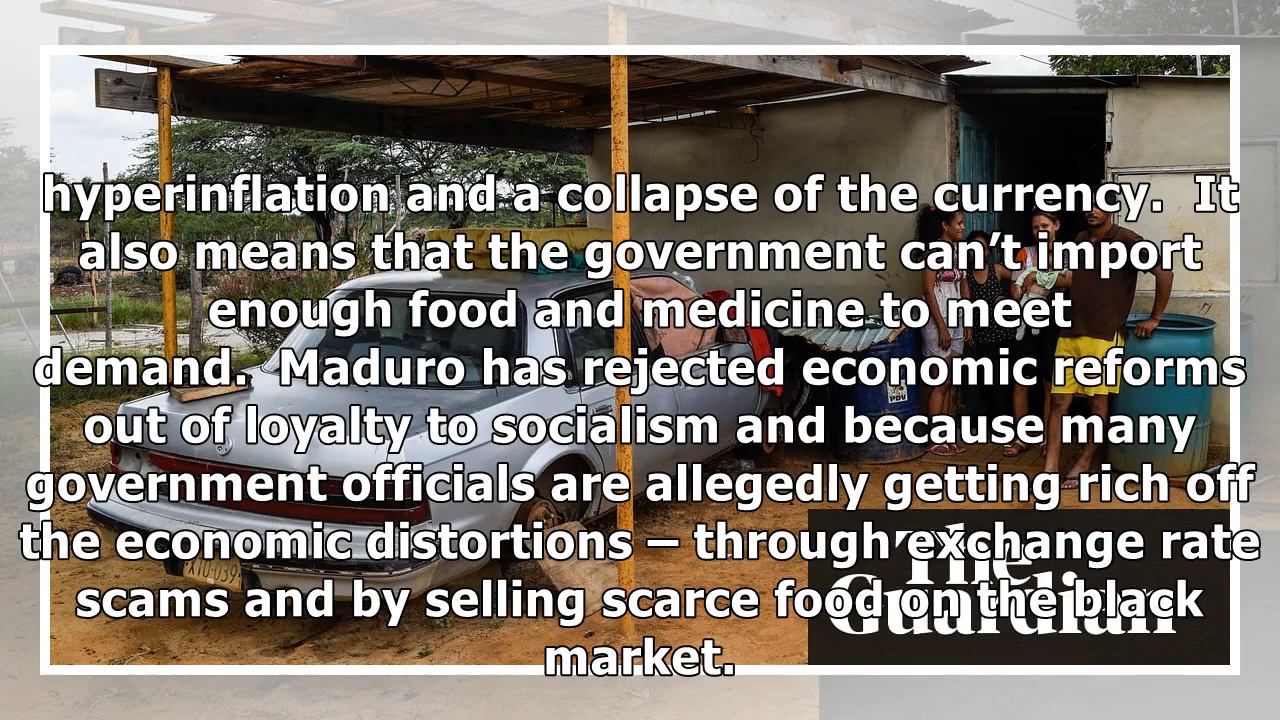 hyperinflation and a collapse of the currency.  It
also means that the government can’t import
enough food and medicine to meet
demand.  Maduro has rejected economic reforms
out of loyalty to socialism and because many
government officials are allegedly getting rich off
the economic distortions – through exchange rate
scams and by selling scarce food on the black
market.
The
Guardian
PDV